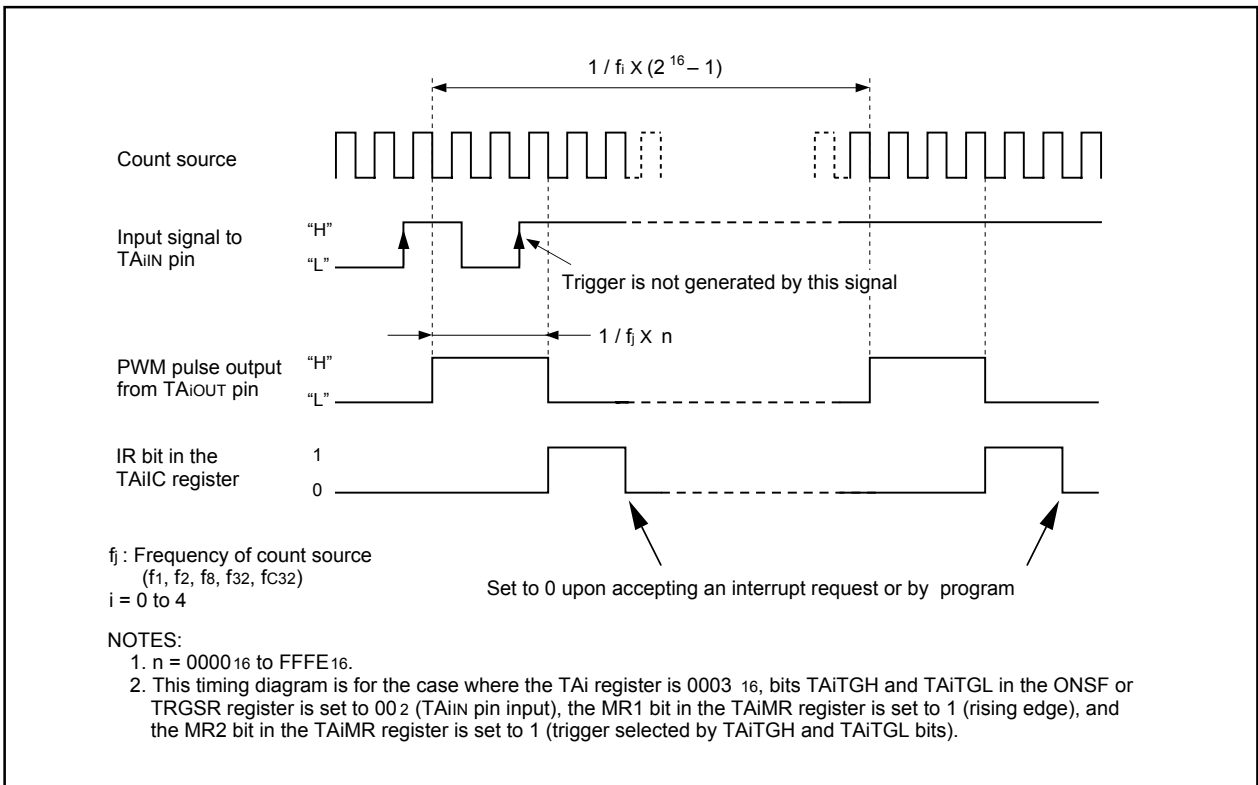 1 / fi X (2 16 – 1)
Count source
Input signal to
TAiIN pin
“H”
“L”
Trigger is not generated by this signal
1 / fj X n
PWM pulse output
from TAiOUT pin
“H”
“L”
IR bit in the
TAiIC register
1
0
fj : Frequency of count source
(f1, f2, f8, f32, fC32)
i = 0 to 4
Set to 0 upon accepting an interrupt request or by program
NOTES:
1. n = 000016 to FFFE16.
2. This timing diagram is for the case where the TAi register is 0003 16, bits TAiTGH and TAiTGL in the ONSF or
TRGSR register is set to 00 2 (TAiIN pin input), the MR1 bit in the TAiMR register is set to 1 (rising edge), and
the MR2 bit in the TAiMR register is set to 1 (trigger selected by TAiTGH and TAiTGL bits).